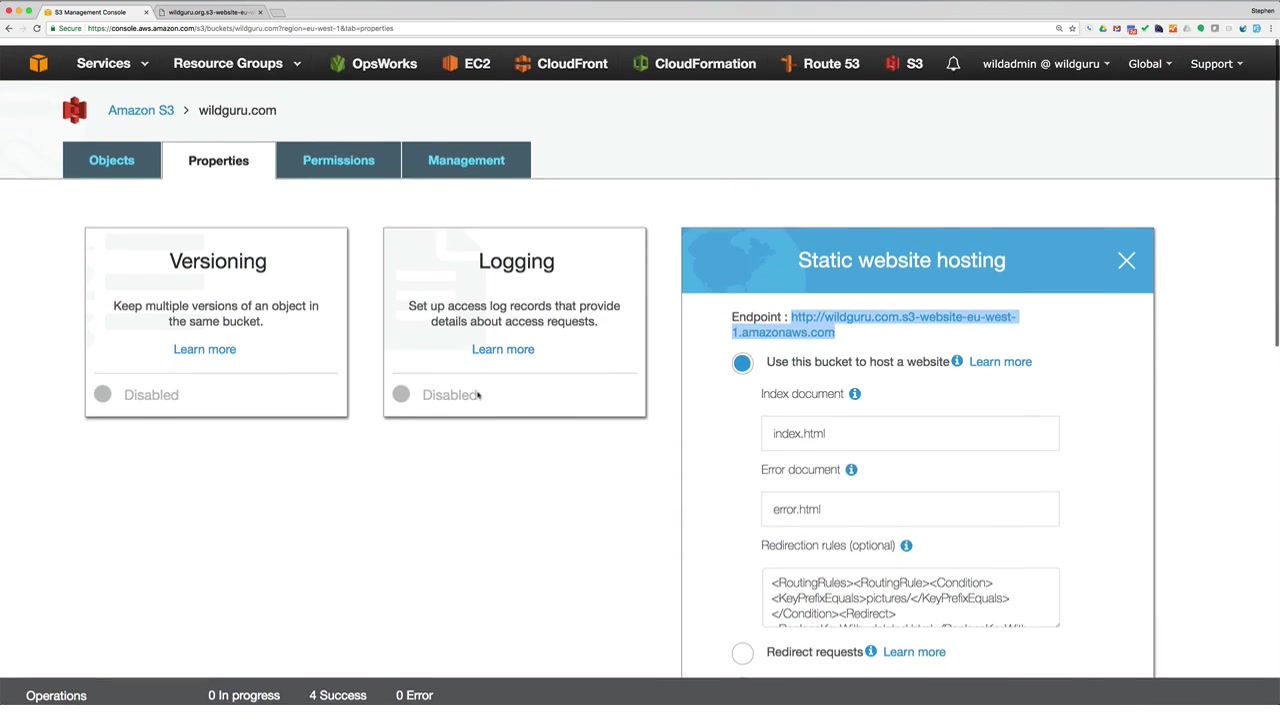 S3 Management Console
wildguru.org.s3-website-eu-w
Stephen
Secure https://console.aws.amazon.com/s3/buckets/wildguru.com?region=eu-west-1&tab=properties
Services Resource Groups OpsWorks EC2 CloudFront CloudFormation Route 53 S3 wildadmin @ wildguru Global Support
Amazon S3 > wildguru.com
Objects Properties Permissions Management
Versioning
Keep multiple versions of an object in
the same bucket.
Learn more
Disabled
Logging
Set up access log records that provide
details about access requests.
Learn more
Disabled
Static website hosting
Endpoint : http://wildguru.com.s3-website-eu-west-
1.amazonaws.com
Use this bucket to host a website Learn more
Index document
index.html
Error document
error.html
Redirection rules (optional)
<RoutingRules><RoutingRule><Condition>
<KeyPrefixEquals>pictures/</KeyPrefixEquals>
</Condition><Redirect>
Redirect requests Learn more
Operations 0 In progress 4 Success 0 Error